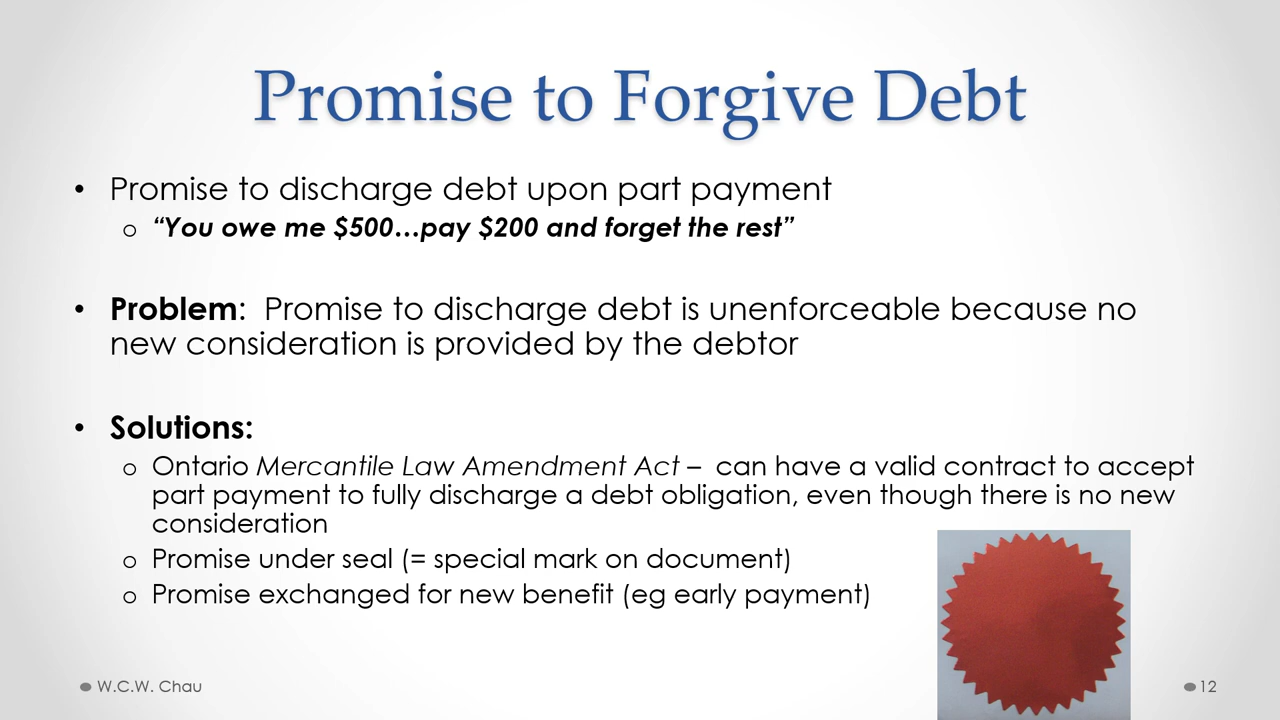 Promise to Forgive Debt
• Promise to discharge debt upon part payment
o “You owe me $500…pay $200 and forget the rest”
• Problem: Promise to discharge debt is unenforceable because no
new consideration is provided by the debtor
• Solutions:
o Ontario Mercantile Law Amendment Act – can have a valid contract to accept
part payment to fully discharge a debt obligation, even though there is no new
consideration
o Promise under seal (= special mark on document)
o Promise exchanged for new benefit (eg early payment)
W.C.W. Chau
12